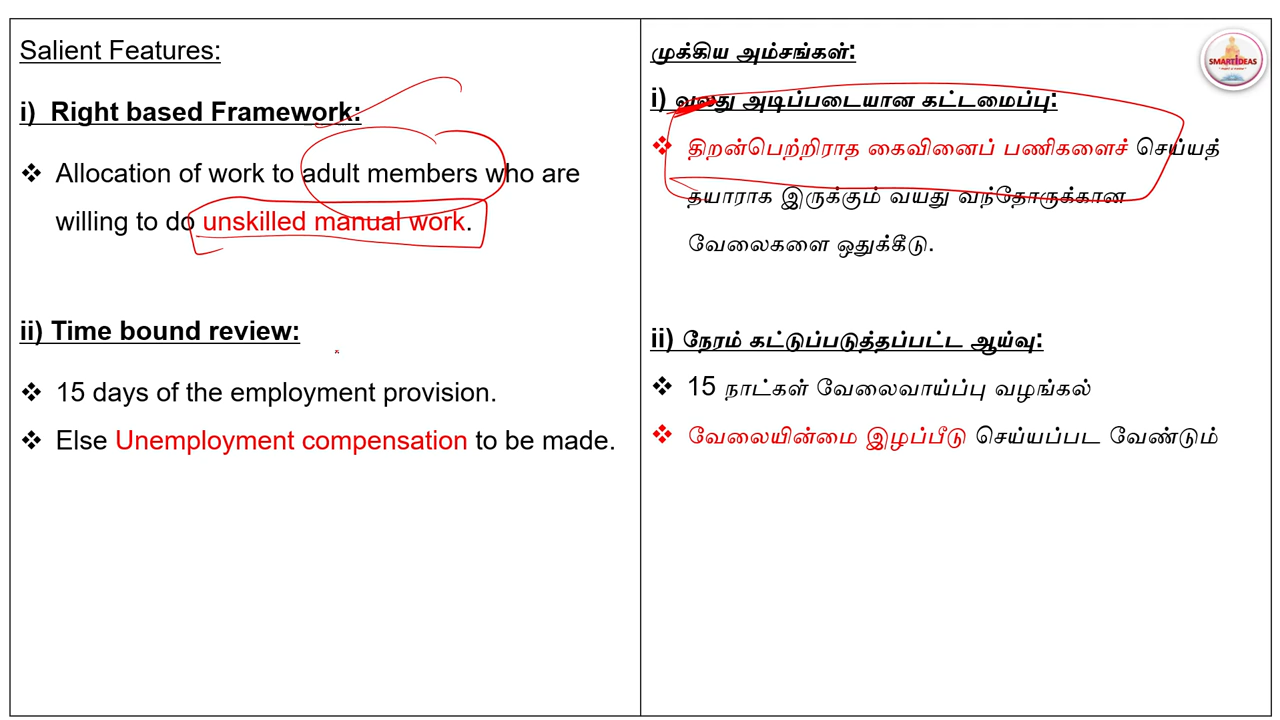 Salient Features:
i) Right based Framework:
❖ Allocation of work to adult members who are
willing to do unskilled manual work.
ii) Time bound review:
❖ 15 days of the employment provision.
❖ Else Unemployment compensation to be made.
முக்கிய அம்சங்கள்:
i) வலது அடிப்படையான கட்டமைப்பு:
❖ திறன்பெற்றிராத கைவினைப் பணிகளைச் செய்யத்
தயாராக இருக்கும் வயது வந்தோருக்கான
வேலைகளை ஒதுக்கீடு.
ii) நேரம் கட்டுப்படுத்தப்பட்ட ஆய்வு:
❖ 15 நாட்கள் வேலைவாய்ப்பு வழங்கல்
❖ வேலையின்மை இழப்பீடு செய்யப்பட வேண்டும்
SMARTIDEAS